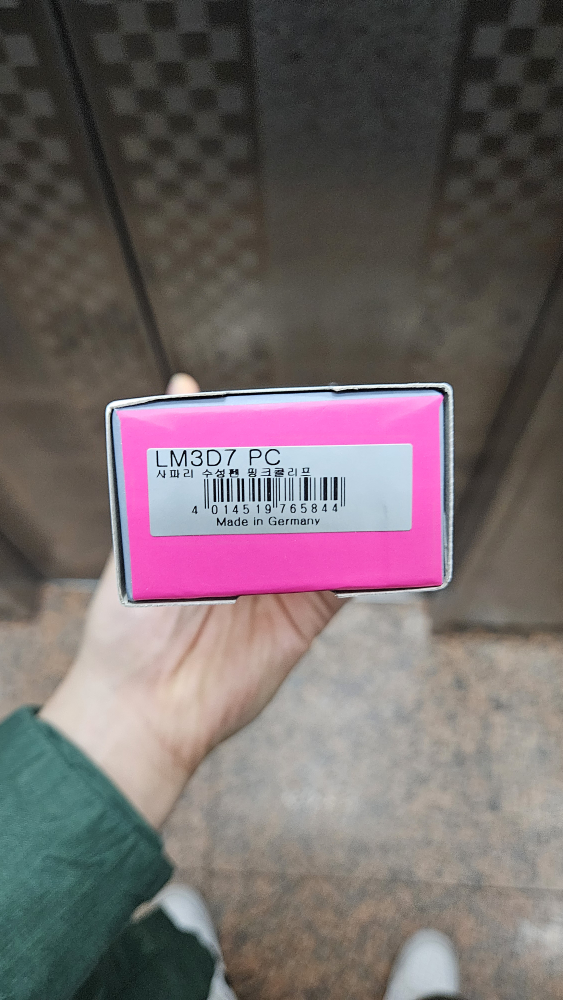 LM3D7 PC
사파리 수성펜 핑크클리프
4 014519 765844
Made in Germany